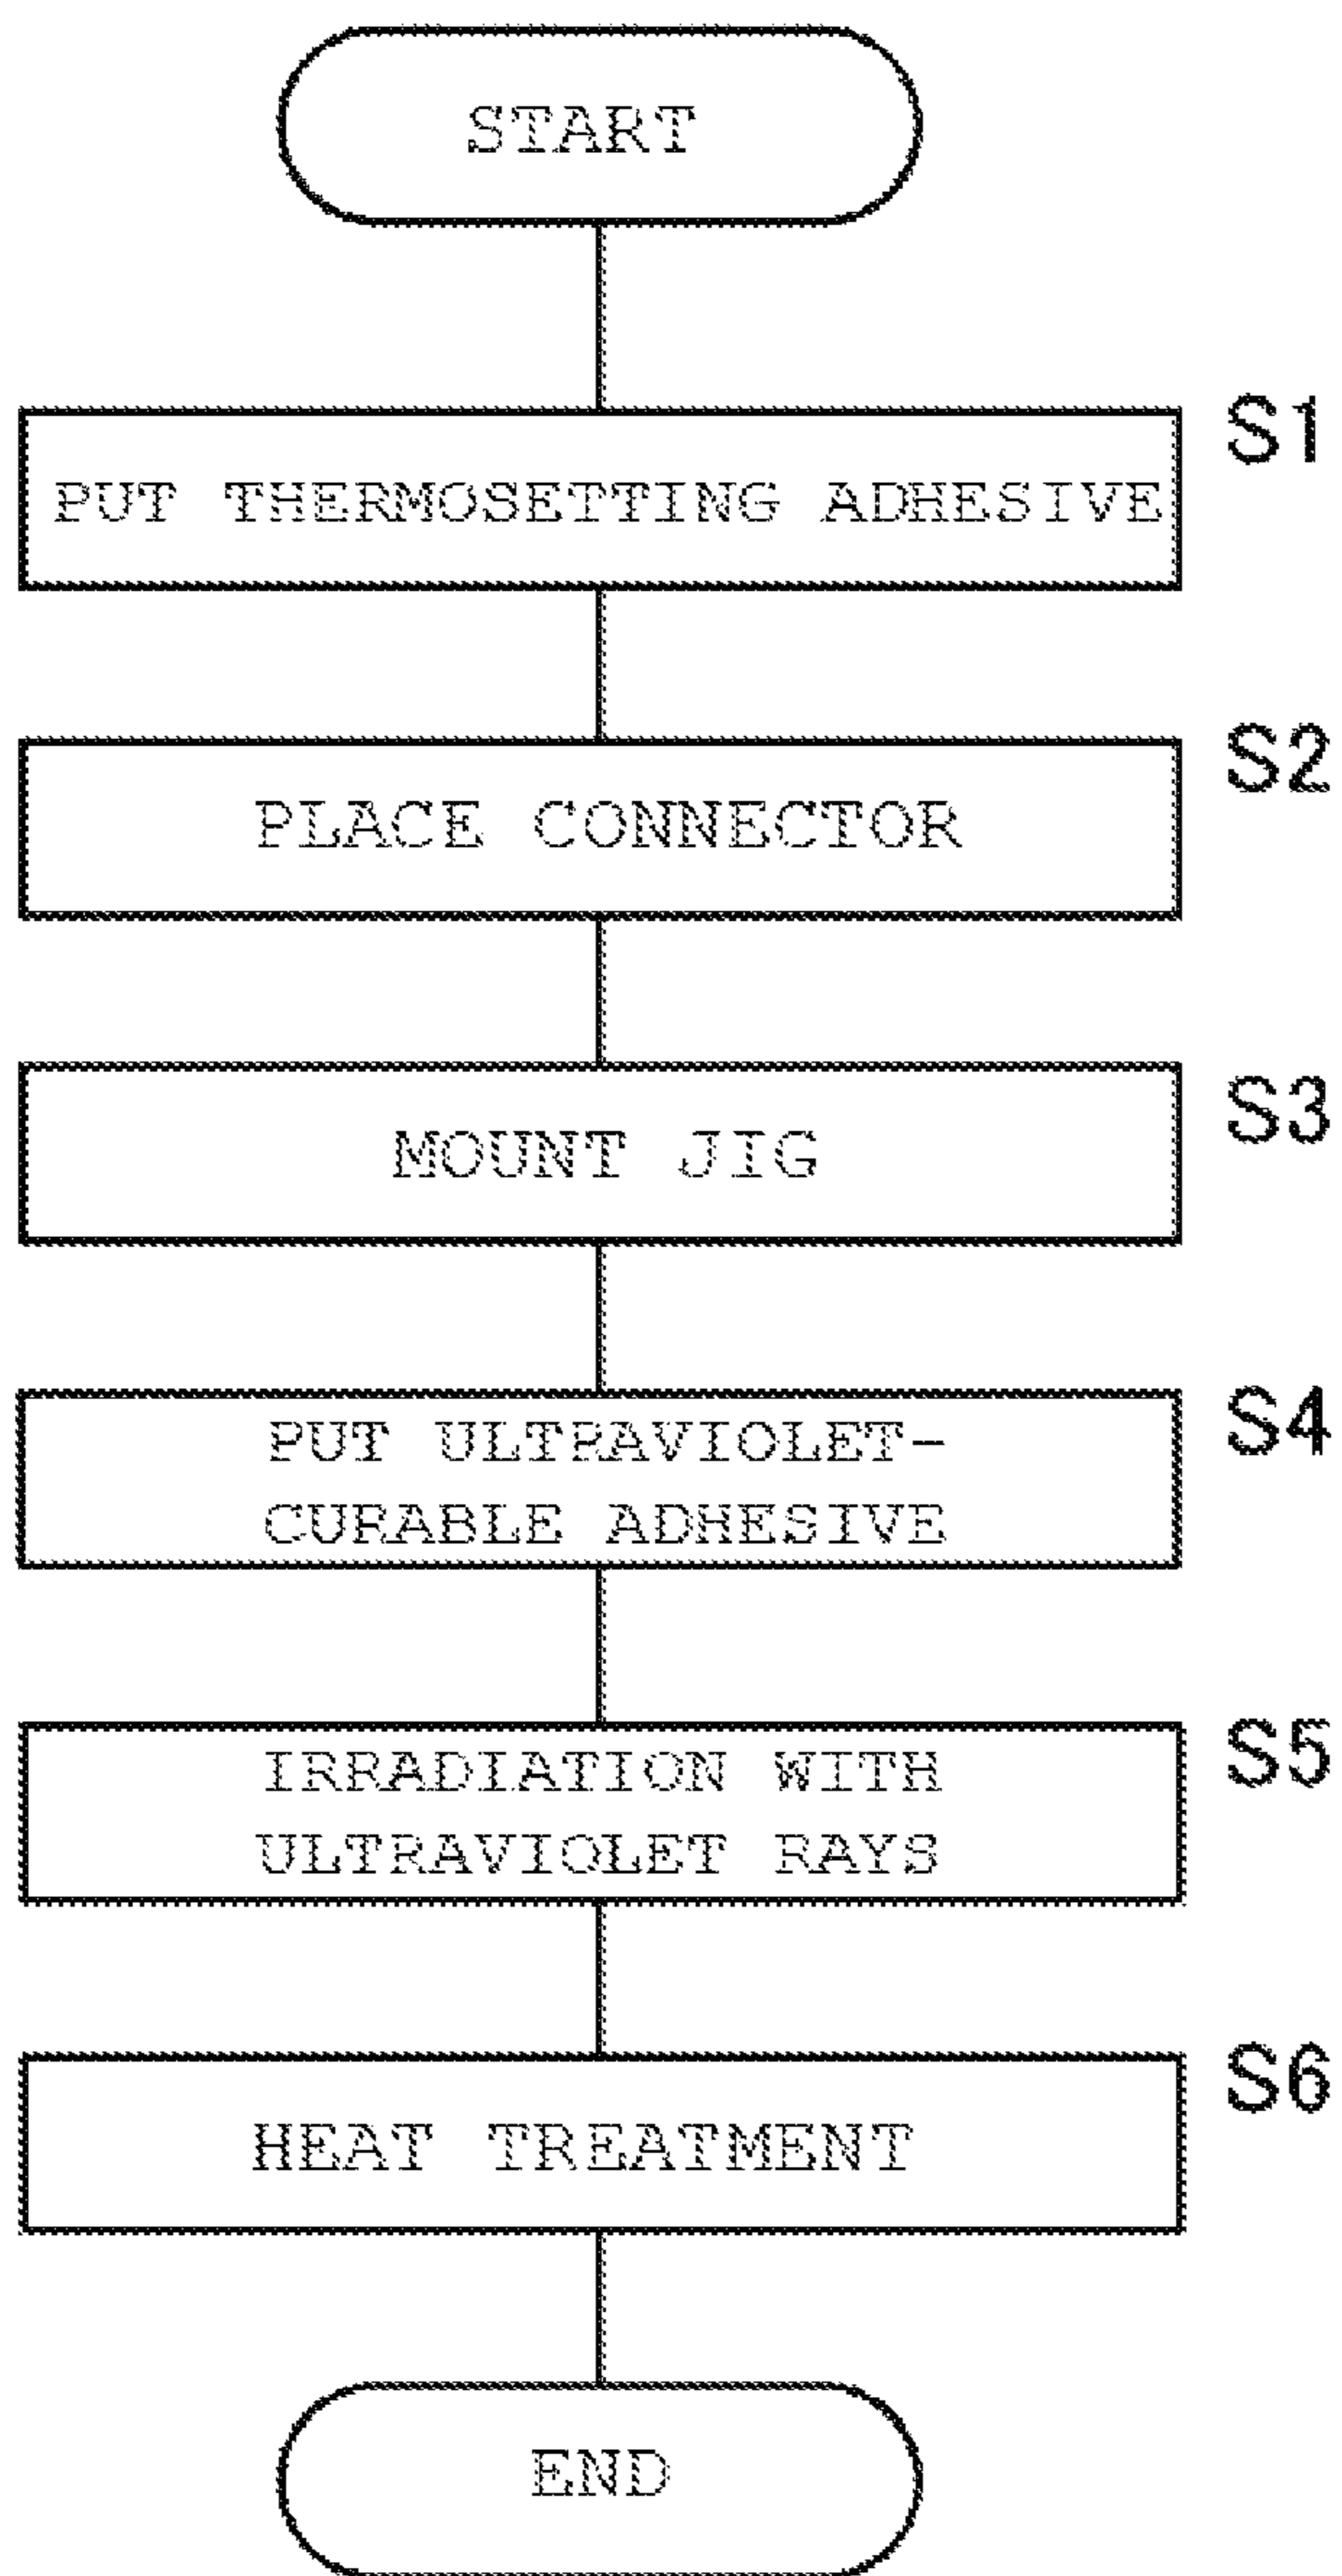 START
S1
PUT THERMOSETTING ADHESIVE
S2
PLACE CONNECTOR
S3
MOUNT JIG
S4
PUT ULTRAVIOLET-
CURABLE ADHESIVE
S5
IRRADIATION WITH
ULTRAVIOLET RAYS
S6
HEAT TREATMENT
END